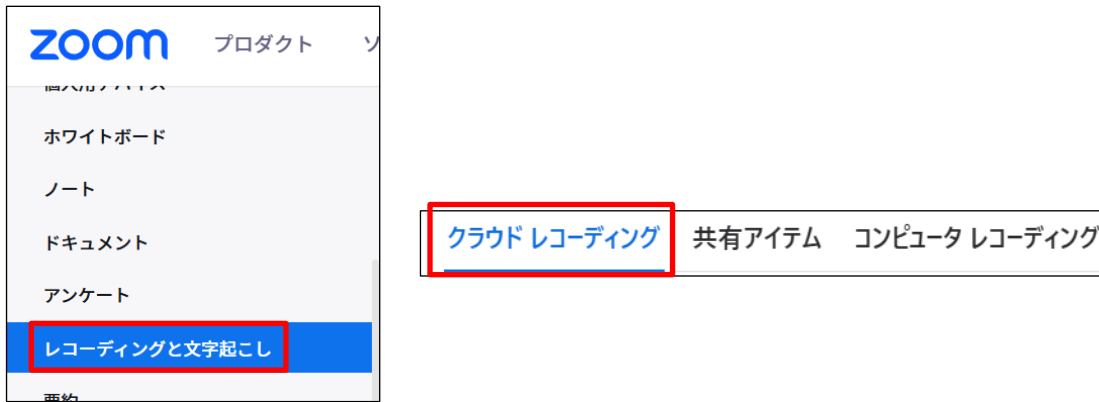 zoom プロダクト
ホワイトボード
ノート
ドキュメント
アンケート
レコーディングと文字起こし
要約
クラウド レコーディング 共有アイテム コンピュータ レコーディング